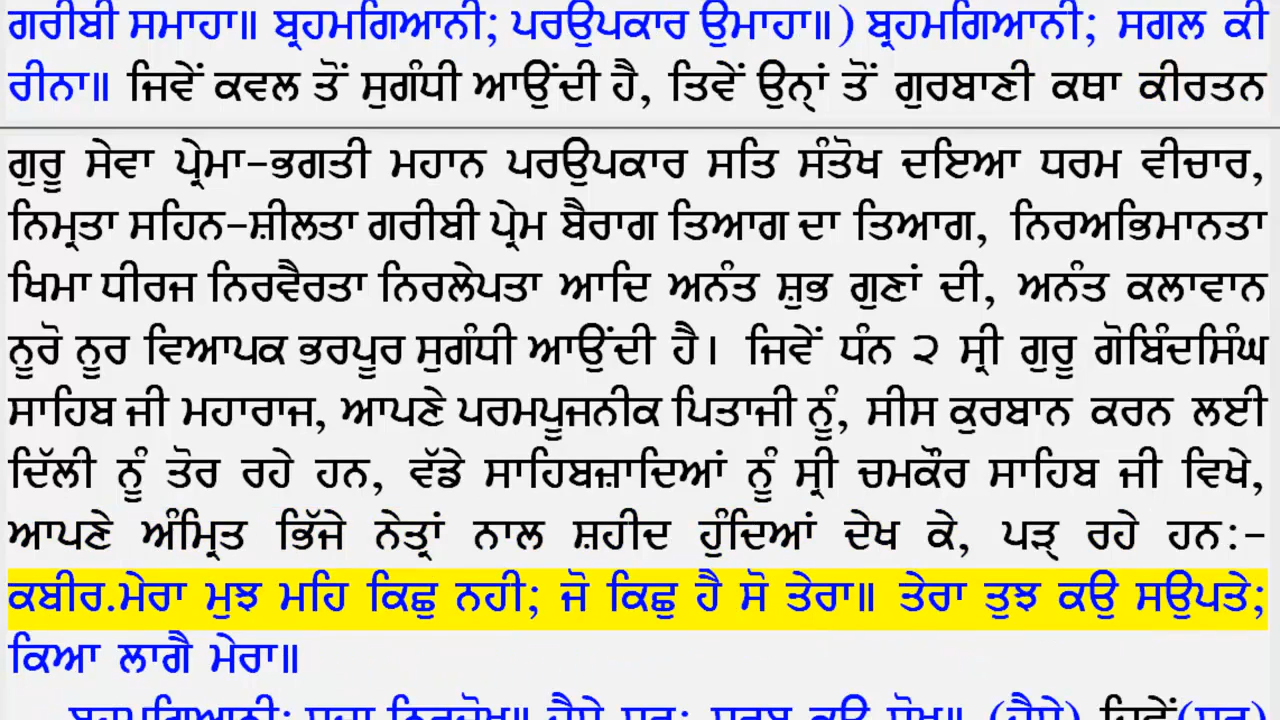 ਗਰੀਬੀ ਸਮਾਹਾ॥ ਬ੍ਰਹਮਗਿਆਨੀ; ਪਰਉਪਕਾਰ ਉਮਾਹਾ॥) ਬ੍ਰਹਮਗਿਆਨੀ; ਸਗਲ ਕੀ
ਰੀਨਾ॥ ਜਿਵੇਂ ਕਵਲ ਤੋਂ ਸੁਗੰਧੀ ਆਉਂਦੀ ਹੈ, ਤਿਵੇਂ ਉਨ੍ਹਾਂ ਤੋਂ ਗੁਰਬਾਣੀ ਕਥਾ ਕੀਰਤਨ
ਗੁਰੂ ਸੇਵਾ ਪ੍ਰੇਮਾ-ਭਗਤੀ ਮਹਾਨ ਪਰਉਪਕਾਰ ਸਤਿ ਸੰਤੋਖ ਦਇਆ ਧਰਮ ਵੀਚਾਰ,
ਨਿਮ੍ਰਤਾ ਸਹਿਨ-ਸ਼ੀਲਤਾ ਗਰੀਬੀ ਪ੍ਰੇਮ ਬੈਰਾਗ ਤਿਆਗ ਦਾ ਤਿਆਗ, ਨਿਰਅਭਿਮਾਨਤਾ
ਖਿਮਾ ਧੀਰਜ ਨਿਰਵੈਰਤਾ ਨਿਰਲੇਪਤਾ ਆਦਿ ਅਨੰਤ ਸ਼ੁਭ ਗੁਣਾਂ ਦੀ, ਅਨੰਤ ਕਲਾਵਾਨ
ਨੂਰੋ ਨੂਰ ਵਿਆਪਕ ਭਰਪੂਰ ਸੁਗੰਧੀ ਆਉਂਦੀ ਹੈ। ਜਿਵੇਂ ਧੰਨ ੨ ਸ੍ਰੀ ਗੁਰੂ ਗੋਬਿੰਦਸਿੰਘ
ਸਾਹਿਬ ਜੀ ਮਹਾਰਾਜ, ਆਪਣੇ ਪਰਮਪੂਜਨੀਕ ਪਿਤਾਜੀ ਨੂੰ, ਸੀਸ ਕੁਰਬਾਨ ਕਰਨ ਲਈ
ਦਿੱਲੀ ਨੂੰ ਤੋਰ ਰਹੇ ਹਨ, ਵੱਡੇ ਸਾਹਿਬਜ਼ਾਦਿਆਂ ਨੂੰ ਸ੍ਰੀ ਚਮਕੌਰ ਸਾਹਿਬ ਜੀ ਵਿਖੇ,
ਆਪਣੇ ਅੰਮ੍ਰਿਤ ਭਿੱਜੇ ਨੇਤ੍ਰਾਂ ਨਾਲ ਸ਼ਹੀਦ ਹੁੰਦਿਆਂ ਦੇਖ ਕੇ, ਪੜ੍ਹ ਰਹੇ ਹਨ:-
ਕਬੀਰ.ਮੇਰਾ ਮੁਝ ਮਹਿ ਕਿਛੁ ਨਹੀ; ਜੋ ਕਿਛੁ ਹੈ ਸੋ ਤੇਰਾ॥ ਤੇਰਾ ਤੁਝ ਕਉ ਸਉਪਤੇ;
ਕਿਆ ਲਾਗੈ ਮੇਰਾ॥